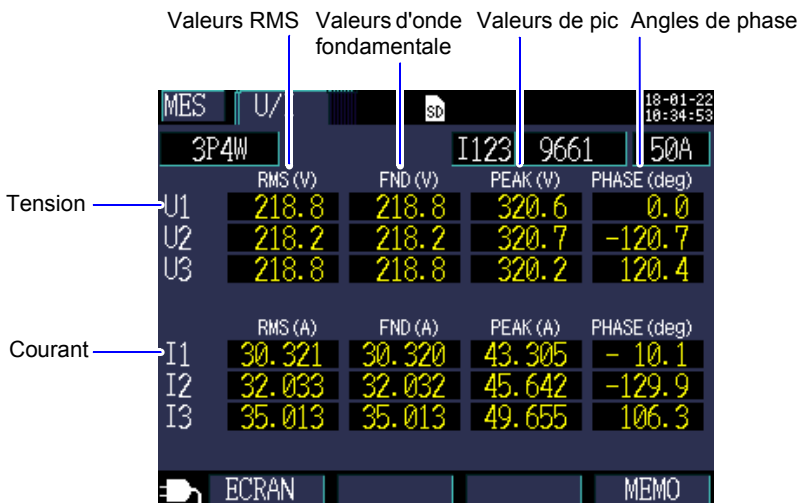 Valeurs RMS Valeurs d'onde fondamentale Valeurs de pic Angles de phase
MES U/ SD 18-01-22
10:34:53
3P4W I123 9661 50A
RMS (V) FND (V) PEAK (V) PHASE (deg)
Tension U1 218.8 218.8 320.6 0.0
U2 218.2 218.2 320.7 -120.7
U3 218.8 218.8 320.2 120.4
RMS (A) FND (A) PEAK (A) PHASE (deg)
Courant I1 30.321 30.320 43.305 - 10.1
I2 32.033 32.032 45.642 -129.9
I3 35.013 35.013 49.655 106.3
ECRAN MEMO